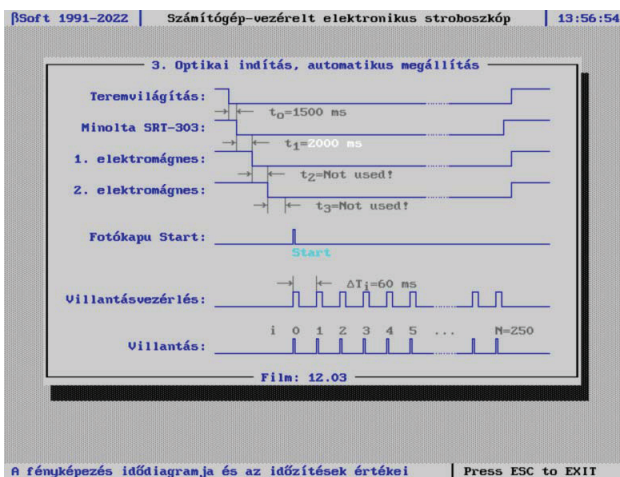 βSoft 1991-2022 Számítógép-vezérelt elektronikus stroboszkóp 13:56:54
3. Optikai indítás, automatikus megállítás
Teremvilágítás:
t0=1500 ms
Minolta SRT-303:
t1=2000 ms
1. elektromágnes:
t2=Not used!
2. elektromágnes:
t3=Not used!
Fotókapu Start:
Start
ΔTi=60 ms
Villantásvezérlés:
i 0 1 2 3 4 5 ... N=250
Villantás:
Film: 12.03
A fényképezés idődiagramja és az időzítések értékei Press ESC to EXIT